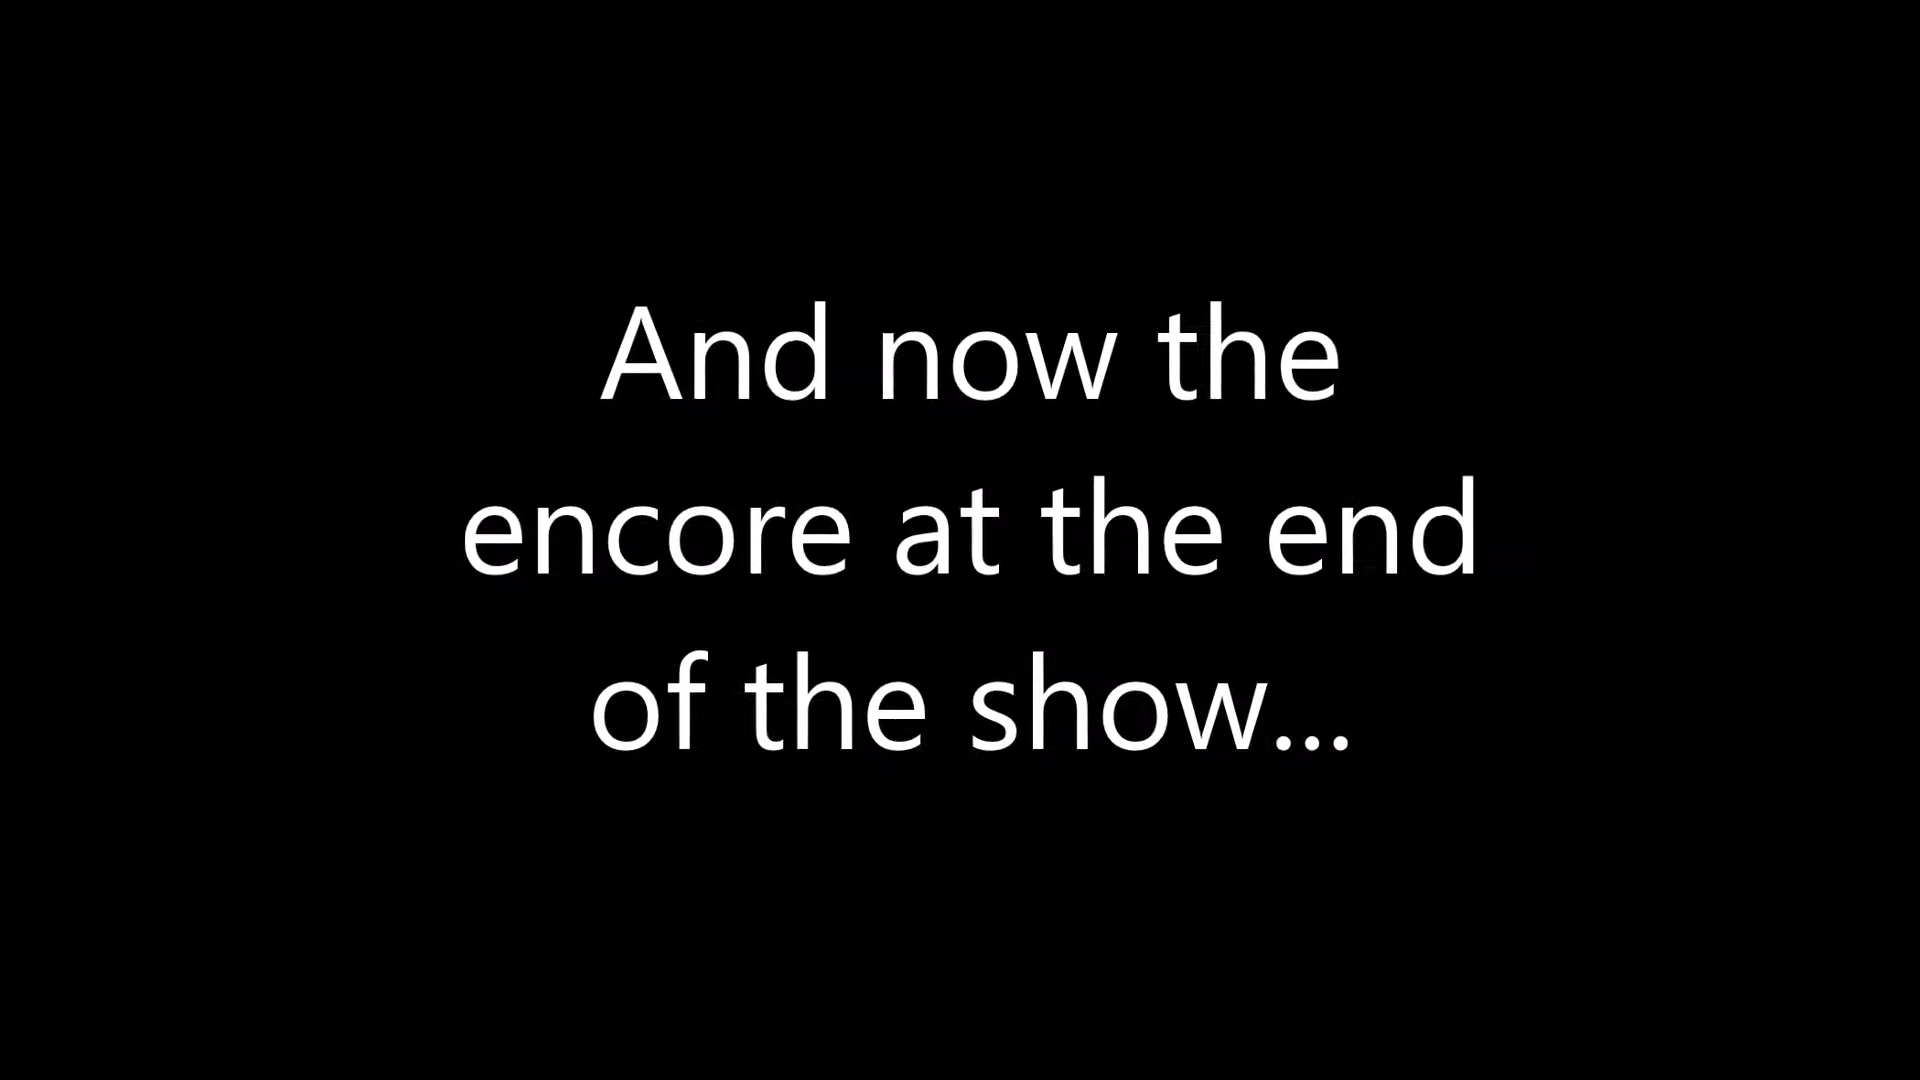 And now the
encore at the end
of the show...